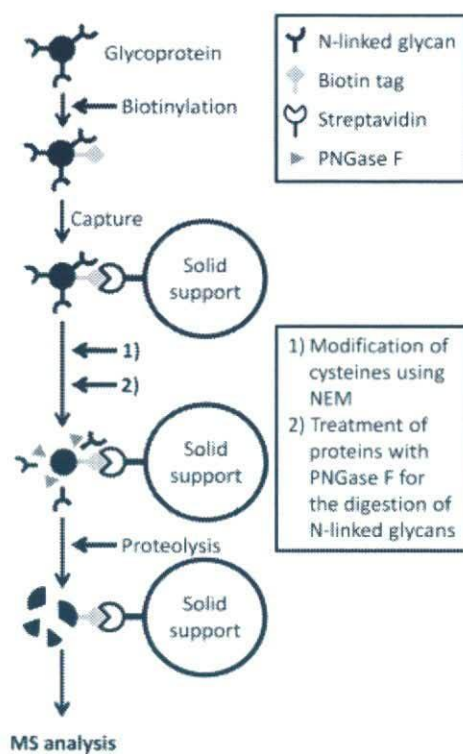 Glycoprotein
Biotinylation
Capture
Solid
support
1)
2)
Solid
support
Proteolysis
Solid
support
MS analysis
N-linked glycan
Biotin tag
Streptavidin
PNGase F
1) Modification of
cysteines using
NEM
2) Treatment of
proteins with
PNGase F for
the digestion of
N-linked glycans